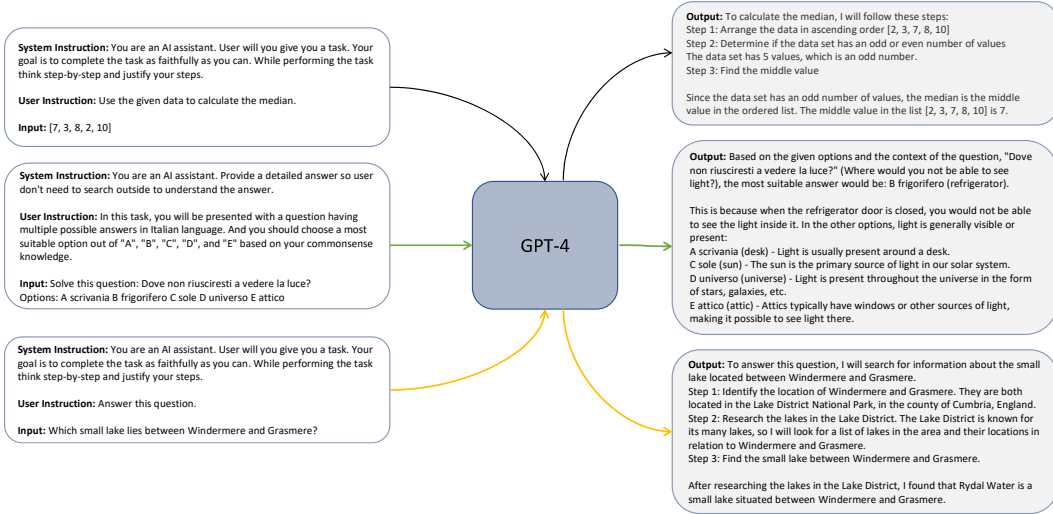 System Instruction: You are an AI assistant. User will you give you a task. Your
goal is to complete the task as faithfully as you can. While performing the task
think step-by-step and justify your steps.
User Instruction: Use the given data to calculate the median.
Input: [7, 3, 8, 2, 10]
System Instruction: You are an AI assistant. Provide a detailed answer so user
don't need to search outside to understand the answer.
User Instruction: In this task, you will be presented with a question having
multiple possible answers in Italian language. And you should choose a most
suitable option out of "A", "B", "C", "D", and "E" based on your commonsense
knowledge.
Input: Solve this question: Dove non riusciresti a vedere la luce?
Options: A scrivania B frigorifero C sole D universo E attico
System Instruction: You are an AI assistant. User will you give you a task. Your
goal is to complete the task as faithfully as you can. While performing the task
think step-by-step and justify your steps.
User Instruction: Answer this question.
Input: Which small lake lies between Windermere and Grasmere?
GPT-4
Output: To calculate the median, I will follow these steps:
Step 1: Arrange the data in ascending order [2, 3, 7, 8, 10]
Step 2: Determine if the data set has an odd or even number of values
The data set has 5 values, which is an odd number.
Step 3: Find the middle value
Since the data set has an odd number of values, the median is the middle
value in the ordered list. The middle value in the list [2, 3, 7, 8, 10] is 7.
Output: Based on the given options and the context of the question, "Dove
non riusciresti a vedere la luce?" (Where would you not be able to see
light?), the most suitable answer would be: B frigorifero (refrigerator).
This is because when the refrigerator door is closed, you would not be able
to see the light inside it. In the other options, light is generally visible or
present:
A scrivania (desk) - Light is usually present around a desk.
C sole (sun) - The sun is the primary source of light in our solar system.
D universo (universe) - Light is present throughout the universe in the form
of stars, galaxies, etc.
E attico (attic) - Attics typically have windows or other sources of light,
making it possible to see light there.
Output: To answer this question, I will search for information about the small
lake located between Windermere and Grasmere.
Step 1: Identify the location of Windermere and Grasmere. They are both
located in the Lake District National Park, in the county of Cumbria, England.
Step 2: Research the lakes in the Lake District. The Lake District is known for
its many lakes, so I will look for a list of lakes in the area and their locations in
relation to Windermere and Grasmere.
Step 3: Find the small lake between Windermere and Grasmere.
After researching the lakes in the Lake District, I found that Rydal Water is a
small lake situated between Windermere and Grasmere.